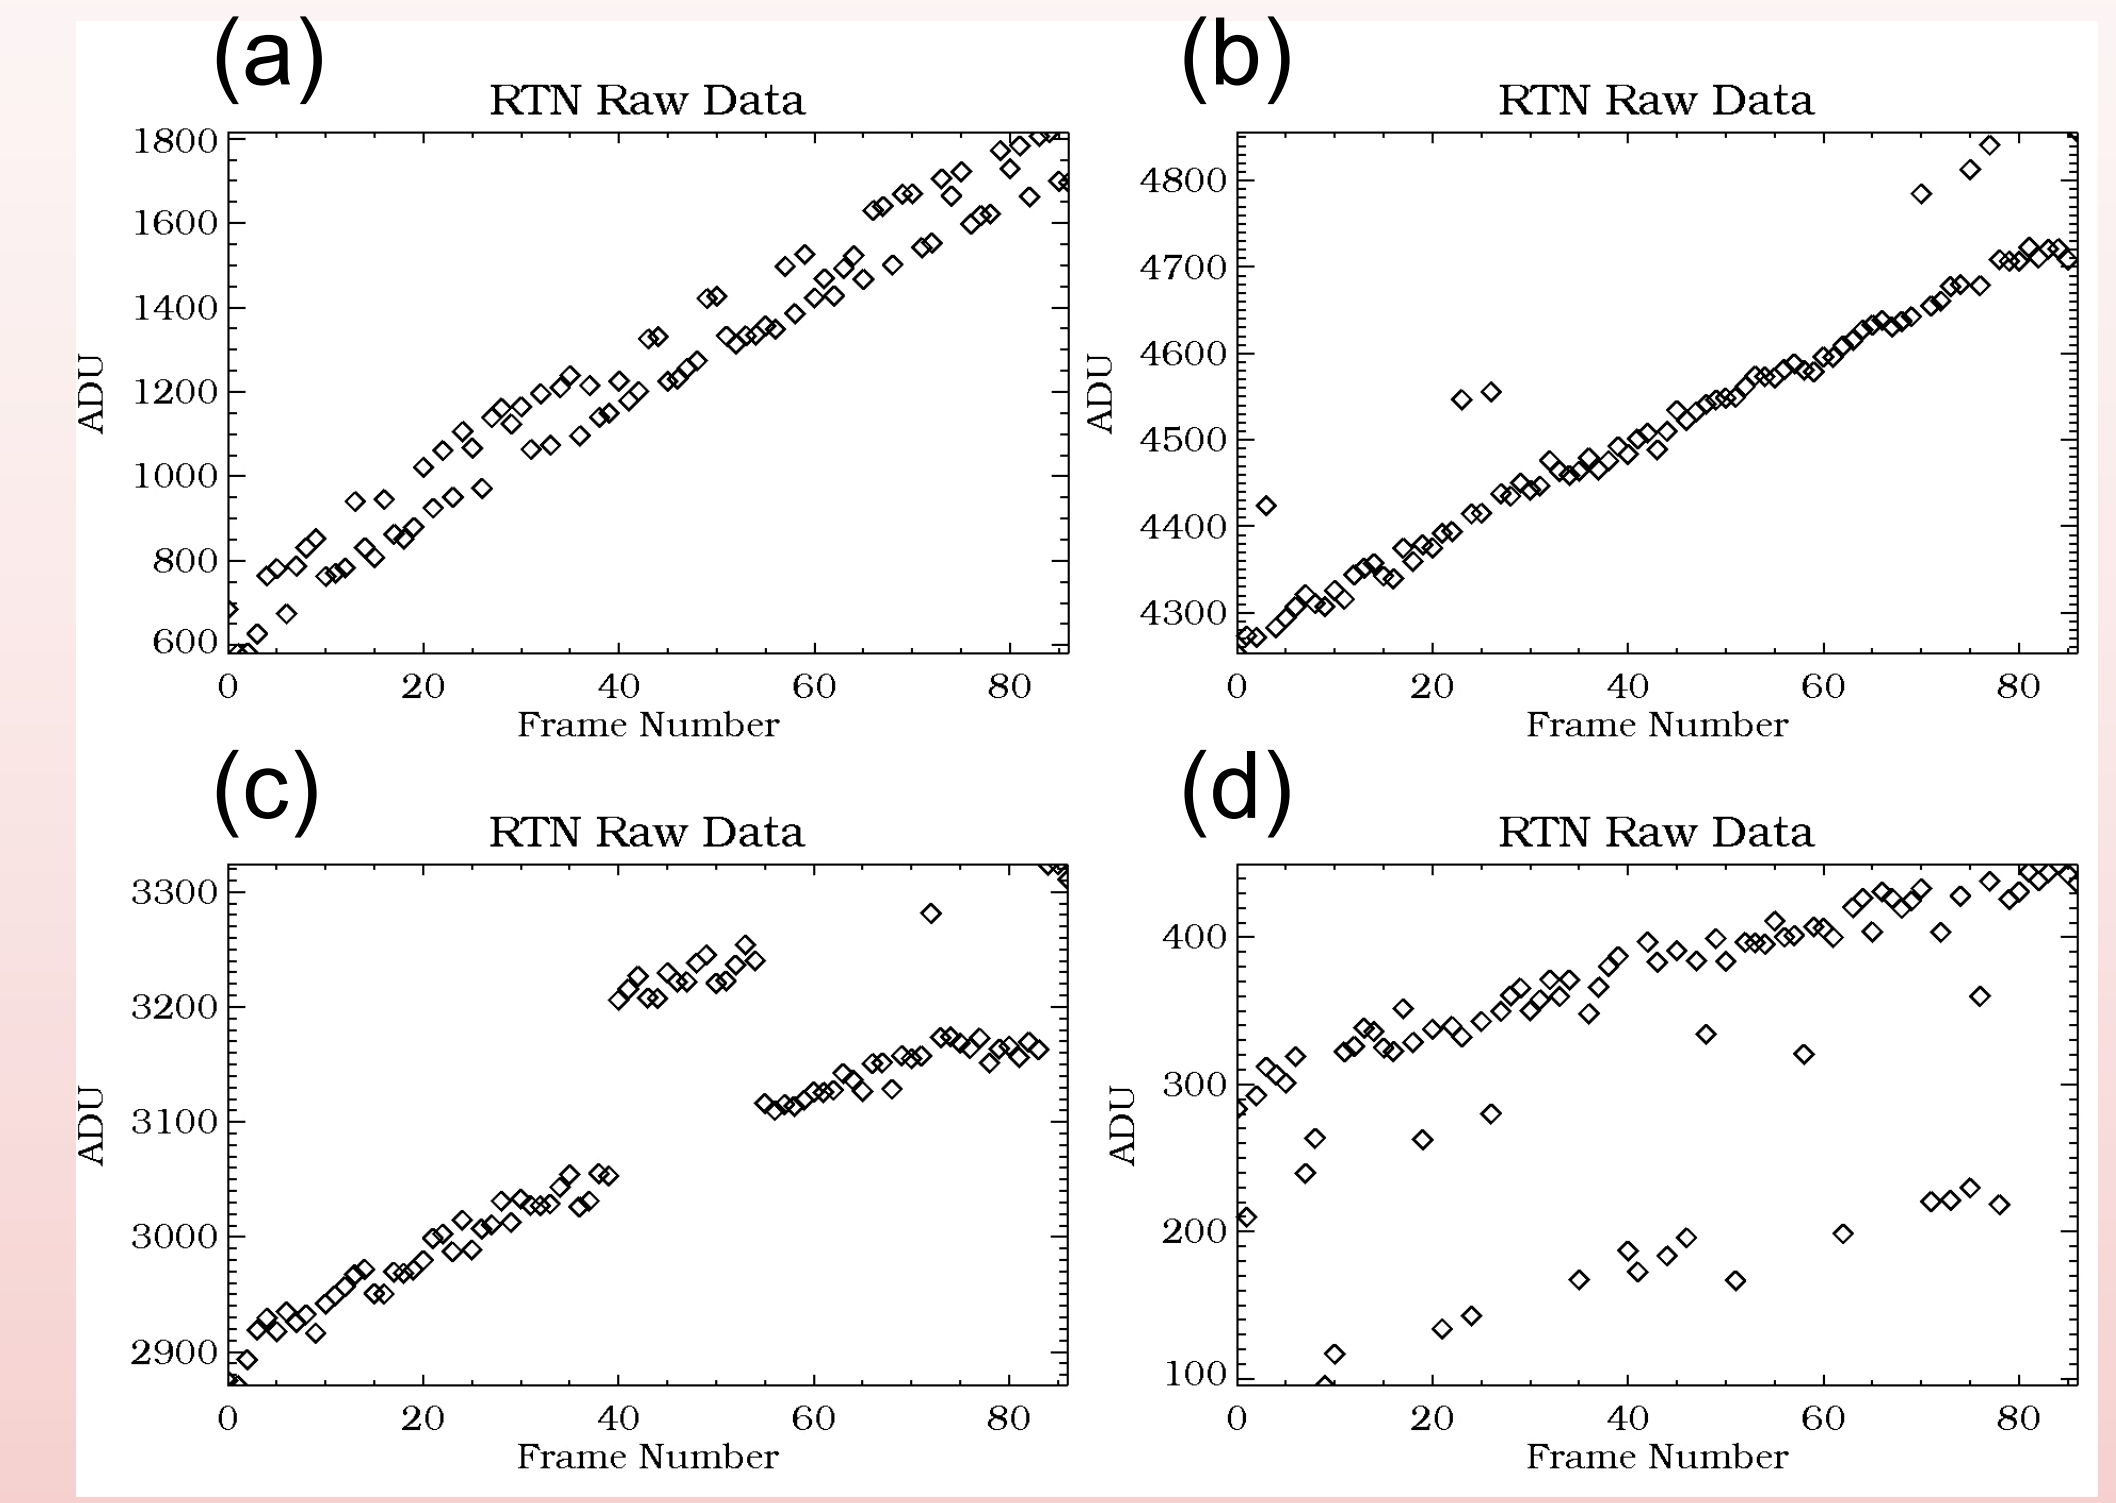 (a)
RTN Raw Data
1800
1600
1400
1200
1000
800
600
ADU
0 20 40 60 80
Frame Number
(b)
RTN Raw Data
4800
4700
4600
4500
4400
4300
ADU
0 20 40 60 80
Frame Number
(c)
RTN Raw Data
3300
3200
3100
3000
2900
ADU
0 20 40 60 80
Frame Number
(d)
RTN Raw Data
400
300
200
100
ADU
0 20 40 60 80
Frame Number